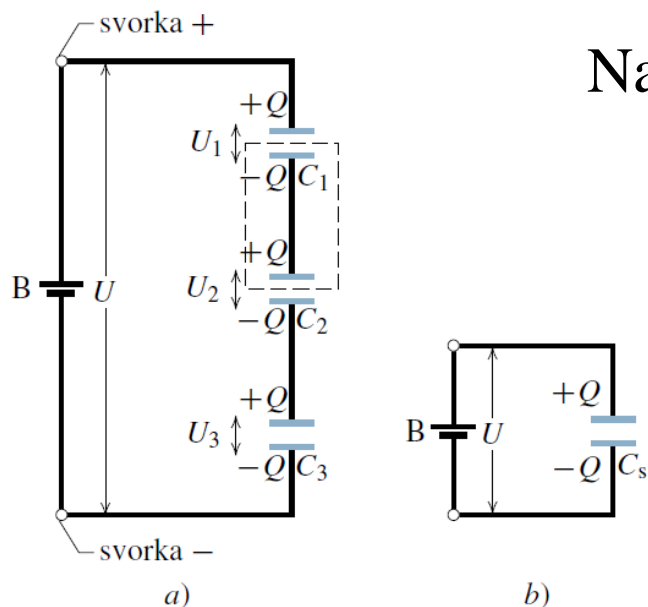 svorka +
Na
+Q
U1
−Q C1
+Q
B U U2
−Q C2
+Q
U3
−Q C3
svorka −
a)
+Q
B U
−Q Cs
b)